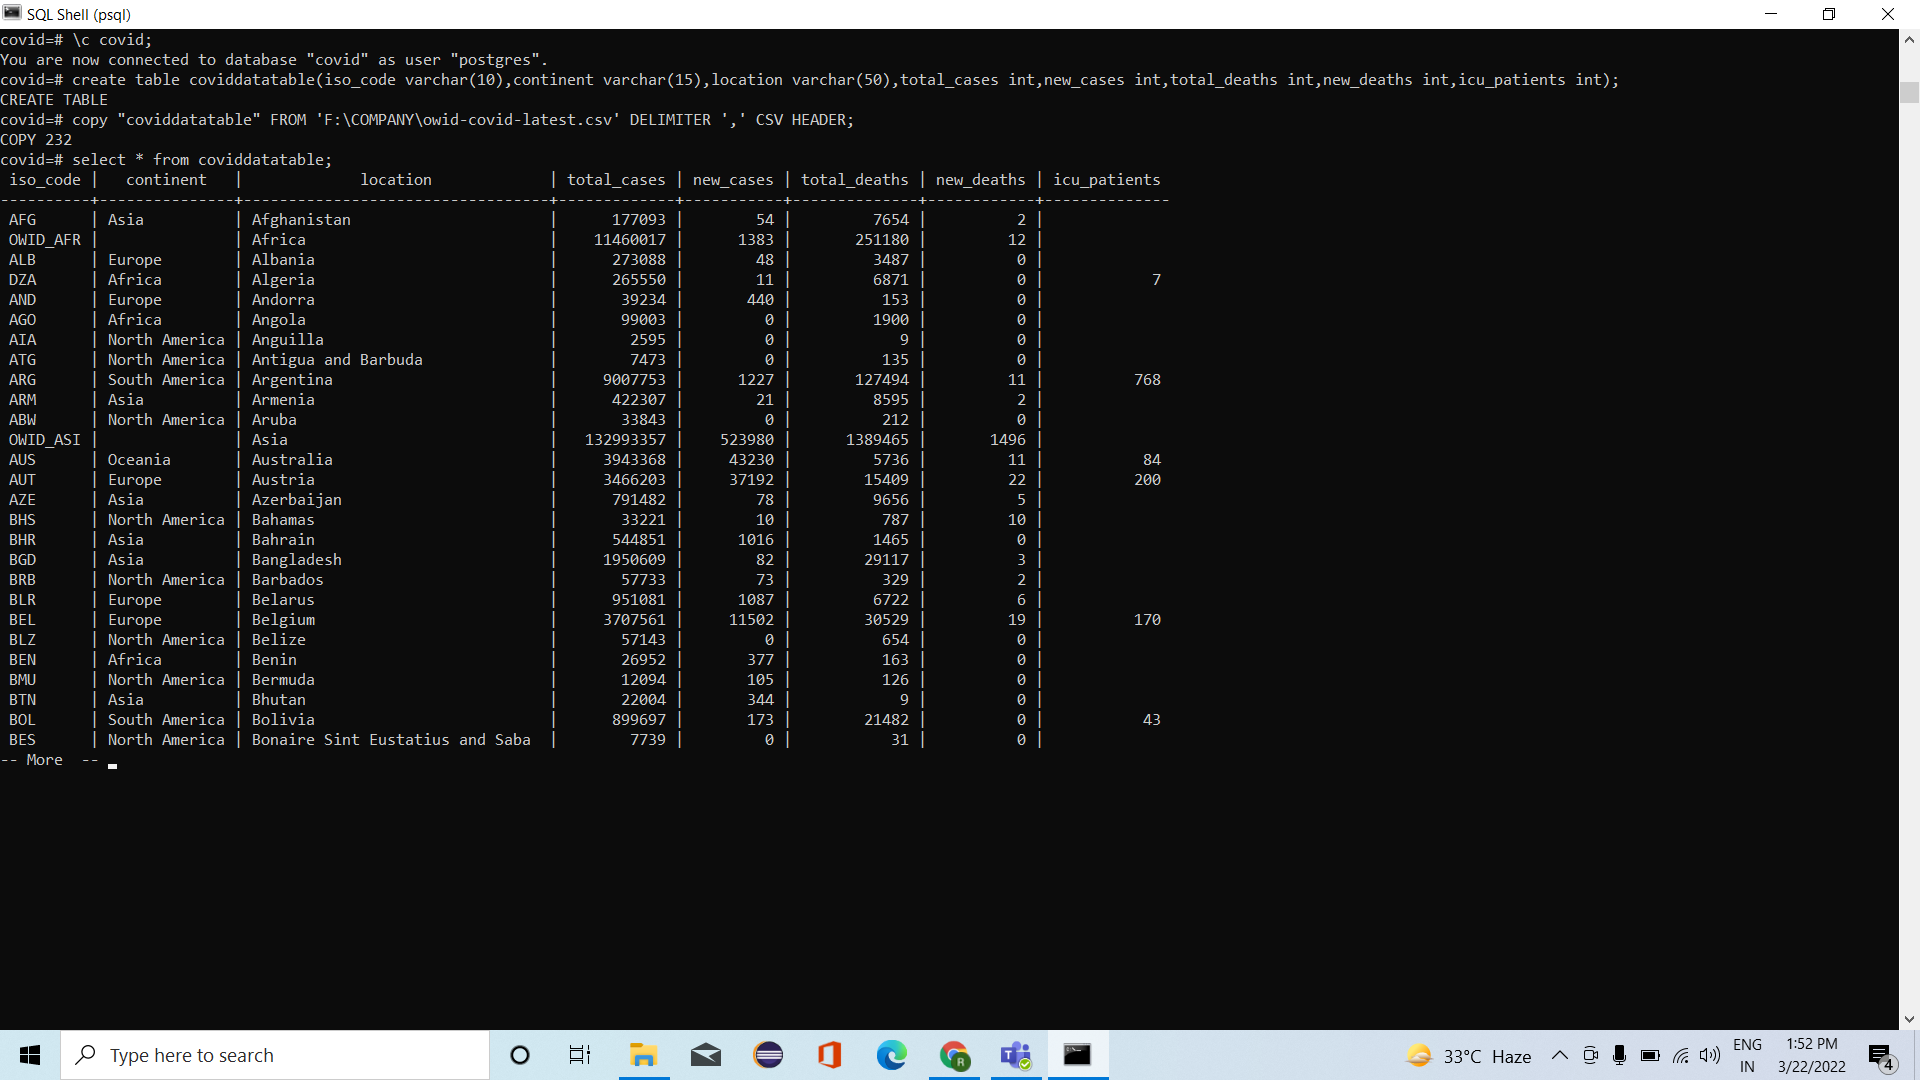 SQL Shell (psql)
covid=# \c covid;
You are now connected to database "covid" as user "postgres".
covid=# create table coviddatatable(iso_code varchar(10),continent varchar(15),location varchar(50),total_cases int,new_cases int,total_deaths int,new_deaths int,icu_patients int);
CREATE TABLE
covid=# copy "coviddatatable" FROM 'F:\COMPANY\owid-covid-latest.csv' DELIMITER ',' CSV HEADER;
COPY 232
covid=# select * from coviddatatable;
iso_code | continent | location | total_cases | new_cases | total_deaths | new_deaths | icu_patients
----------+---------------+----------------------------------+-------------+-----------+--------------+------------+--------------
AFG | Asia | Afghanistan | 177093 | 54 | 7654 | 2 |
OWID_AFR | | Africa | 11460017 | 1383 | 251180 | 12 |
ALB | Europe | Albania | 273088 | 48 | 3487 | 0 |
DZA | Africa | Algeria | 265550 | 11 | 6871 | 0 | 7
AND | Europe | Andorra | 39234 | 440 | 153 | 0 |
AGO | Africa | Angola | 99003 | 0 | 1900 | 0 |
AIA | North America | Anguilla | 2595 | 0 | 9 | 0 |
ATG | North America | Antigua and Barbuda | 7473 | 0 | 135 | 0 |
ARG | South America | Argentina | 9007753 | 1227 | 127494 | 11 | 768
ARM | Asia | Armenia | 422307 | 21 | 8595 | 2 |
ABW | North America | Aruba | 33843 | 0 | 212 | 0 |
OWID_ASI | | Asia | 132993357 | 523980 | 1389465 | 1496 |
AUS | Oceania | Australia | 3943368 | 43230 | 5736 | 11 | 84
AUT | Europe | Austria | 3466203 | 37192 | 15409 | 22 | 200
AZE | Asia | Azerbaijan | 791482 | 78 | 9656 | 5 |
BHS | North America | Bahamas | 33221 | 10 | 787 | 10 |
BHR | Asia | Bahrain | 544851 | 1016 | 1465 | 0 |
BGD | Asia | Bangladesh | 1950609 | 82 | 29117 | 3 |
BRB | North America | Barbados | 57733 | 73 | 329 | 2 |
BLR | Europe | Belarus | 951081 | 1087 | 6722 | 6 |
BEL | Europe | Belgium | 3707561 | 11502 | 30529 | 19 | 170
BLZ | North America | Belize | 57143 | 0 | 654 | 0 |
BEN | Africa | Benin | 26952 | 377 | 163 | 0 |
BMU | North America | Bermuda | 12094 | 105 | 126 | 0 |
BTN | Asia | Bhutan | 22004 | 344 | 9 | 0 |
BOL | South America | Bolivia | 899697 | 173 | 21482 | 0 | 43
BES | North America | Bonaire Sint Eustatius and Saba | 7739 | 0 | 31 | 0 |
-- More --
Type here to search
33°C Haze
ENG
IN
1:52 PM
3/22/2022
4